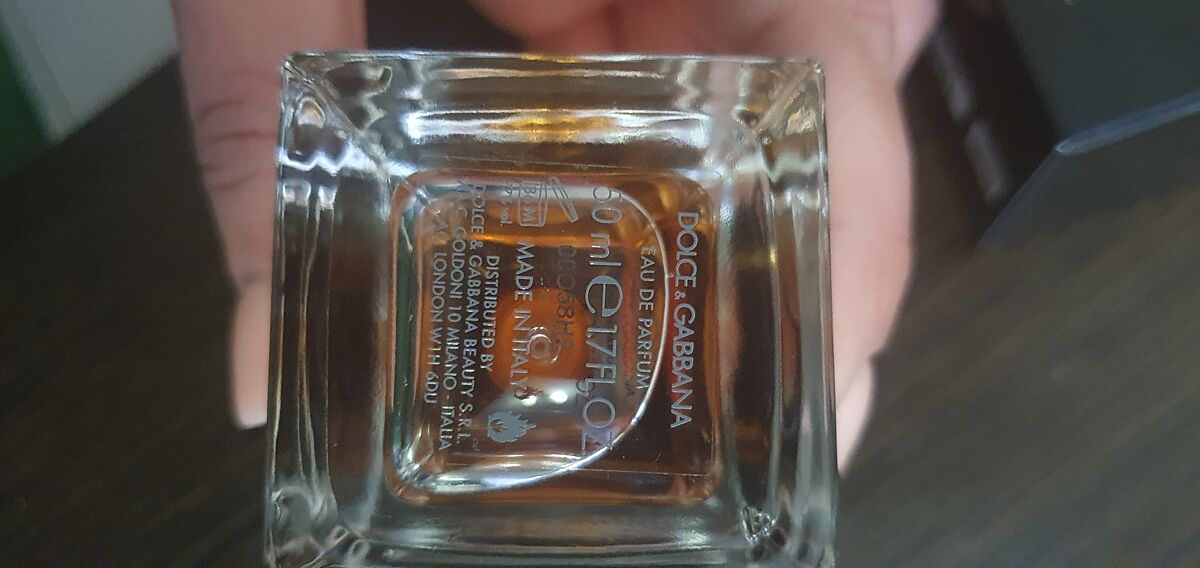 DOLCE & GABBANA
EAU DE PARFUM
50 ml e 1.7 FL.OZ
MADE IN ITALY
DISTRIBUTED BY
DOLCE & GABBANA BEAUTY S.R.L.
GOLDONI 10 MILANO - ITALIA
LONDON W1H 6DU